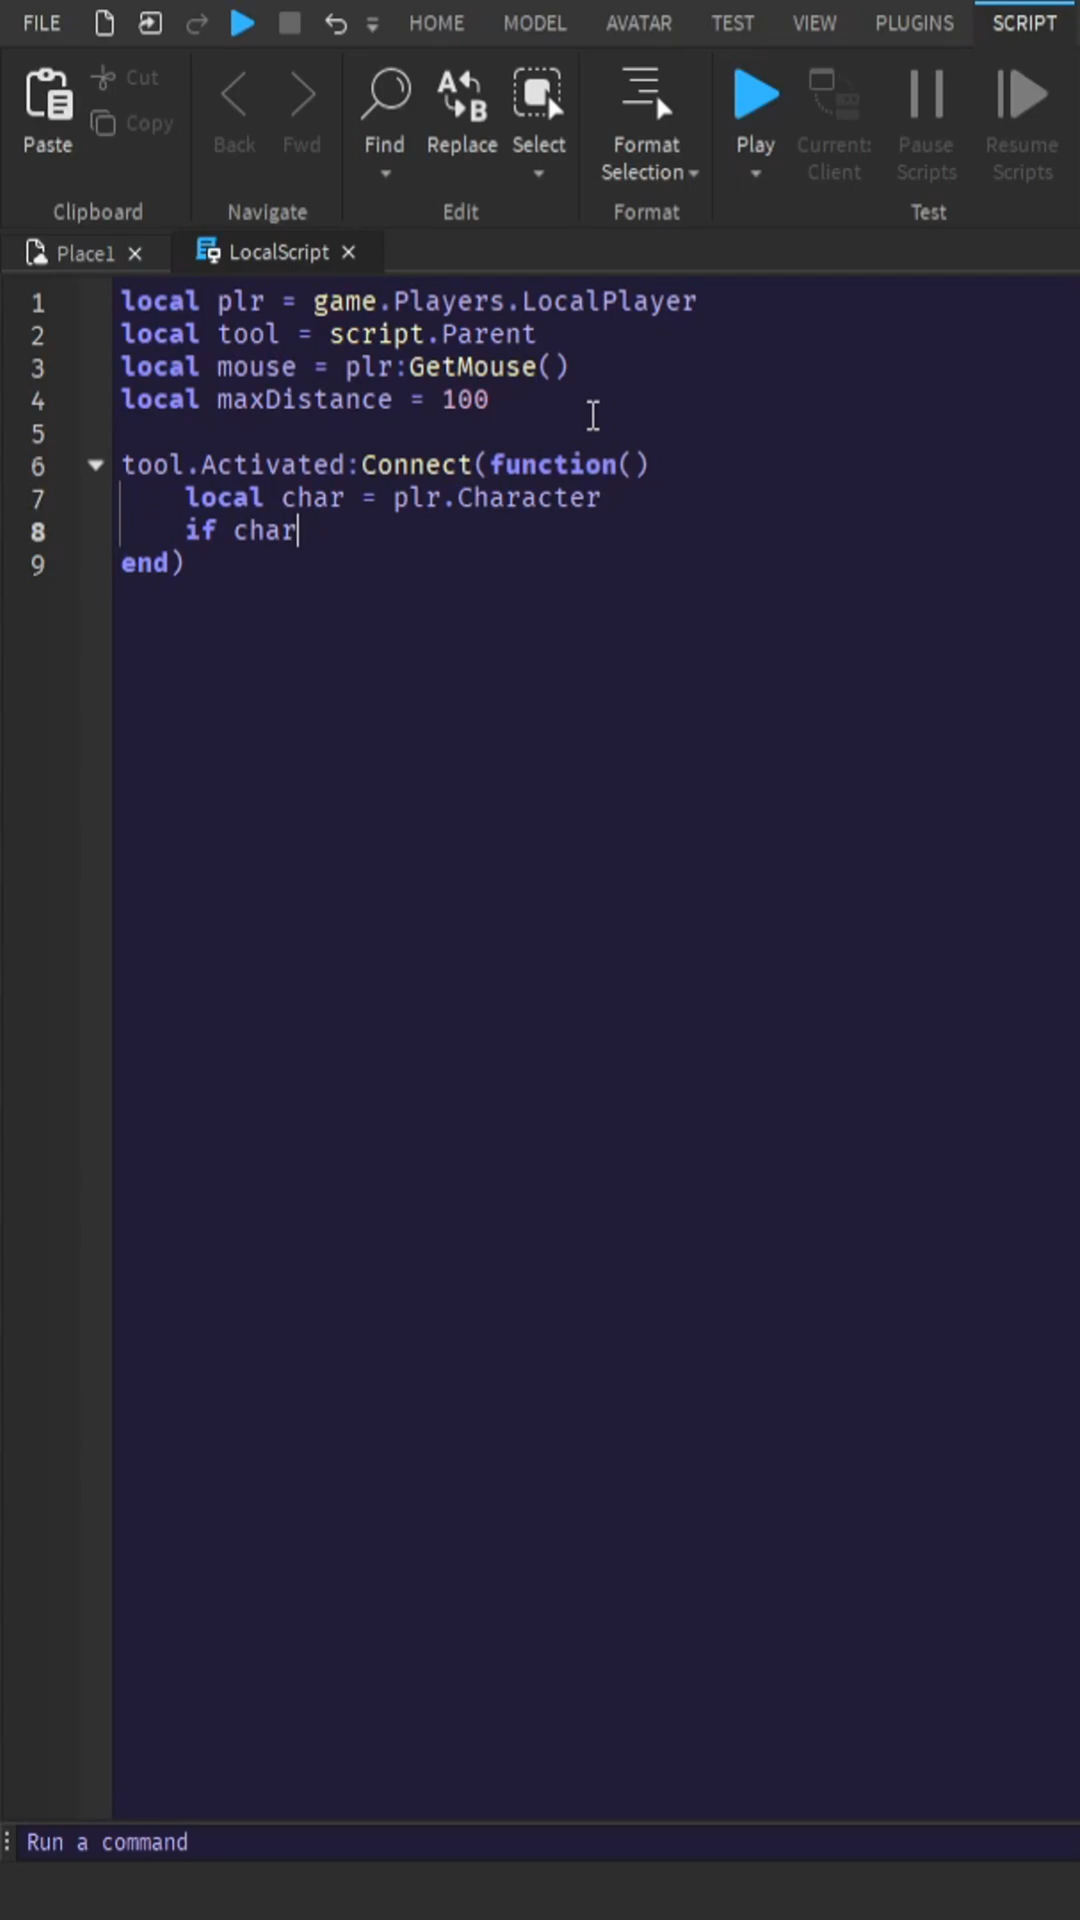 FILE HOME MODEL AVATAR TEST VIEW PLUGINS SCRIPT
Paste Cut Copy Back Fwd Find Replace Select Format Selection Play Current: Client Pause Scripts Resume Scripts
Clipboard Navigate Edit Format Test
Place1 LocalScript
1 local plr = game.Players.LocalPlayer
2 local tool = script.Parent
3 local mouse = plr:GetMouse()
4 local maxDistance = 100
5
6 tool.Activated:Connect(function()
7     local char = plr.Character
8     if char
9 end)
Run a command